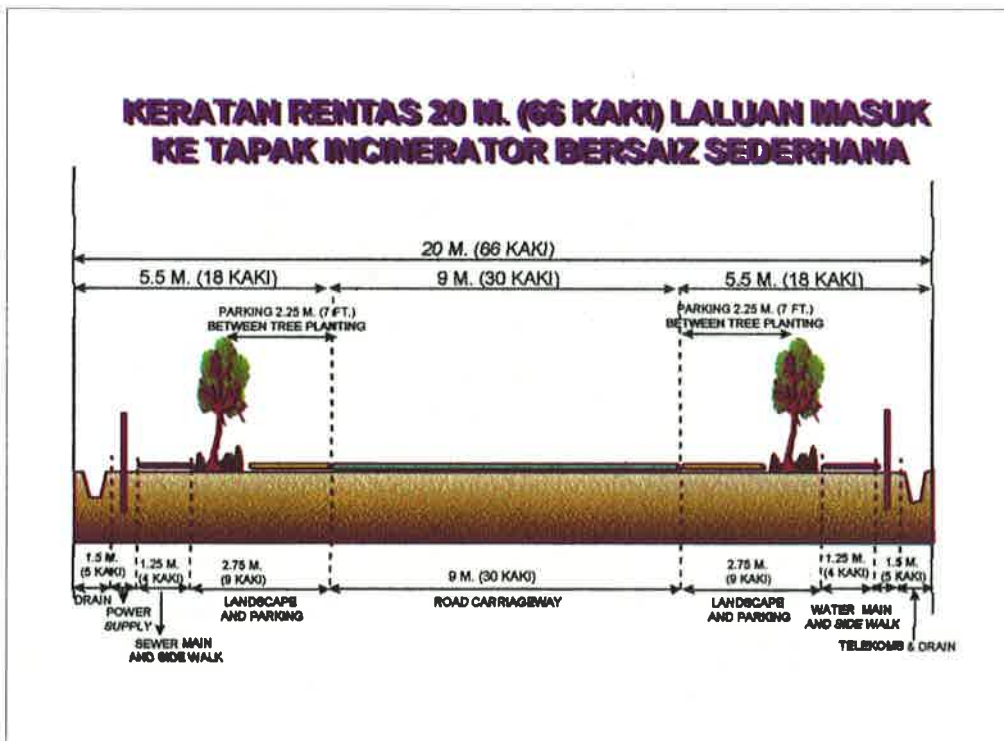 KERATAN RENTAS 20 M. (66 KAKI) LALUAN MASUK
KE TAPAK INCINERATOR BERSAIZ SEDERHANA
20 M. (66 KAKI)
5.5 M. (18 KAKI)
9 M. (30 KAKI)
5.5 M. (18 KAKI)
PARKING 2.25 M. (7 FT.)
BETWEEN TREE PLANTING
PARKING 2.25 M. (7 FT.)
BETWEEN TREE PLANTING
1.5 M.
(5 KAKI)
1.25 M.
(4 KAKI)
2.75 M.
(9 KAKI)
9 M. (30 KAKI)
2.75 M.
(9 KAKI)
1.25 M.
(4 KAKI)
1.5 M.
(5 KAKI)
DRAIN
POWER
SUPPLY
SEWER MAIN
AND SIDE WALK
LANDSCAPE
AND PARKING
ROAD CARRIAGEWAY
LANDSCAPE
AND PARKING
WATER MAIN
AND SIDE WALK
TELEKOMS & DRAIN